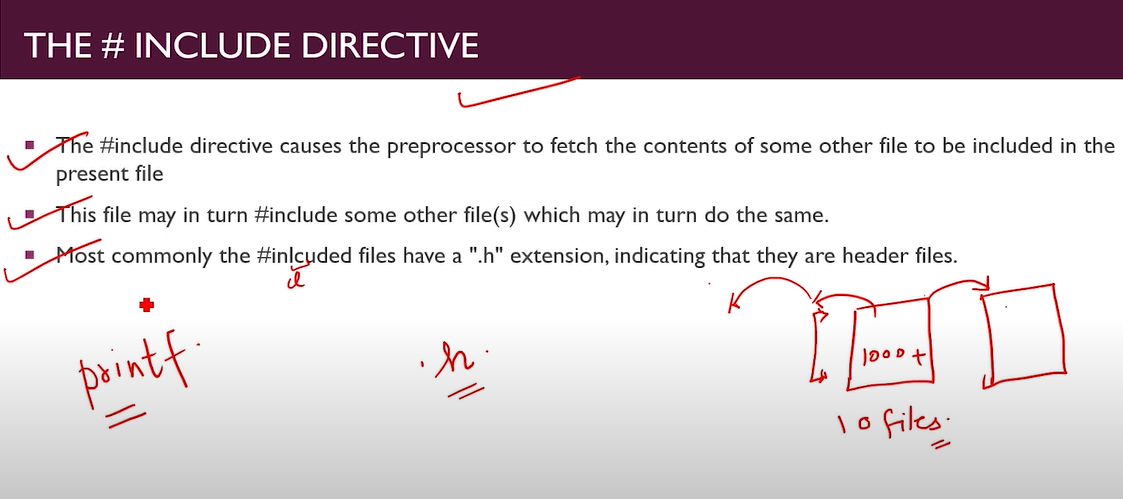 THE # INCLUDE DIRECTIVE
The #include directive causes the preprocessor to fetch the contents of some other file to be included in the
present file
This file may in turn #include some other file(s) which may in turn do the same.
Most commonly the #inlcuded files have a ".h" extension, indicating that they are header files.
cl
printf.
.h.
1000+
10 files.